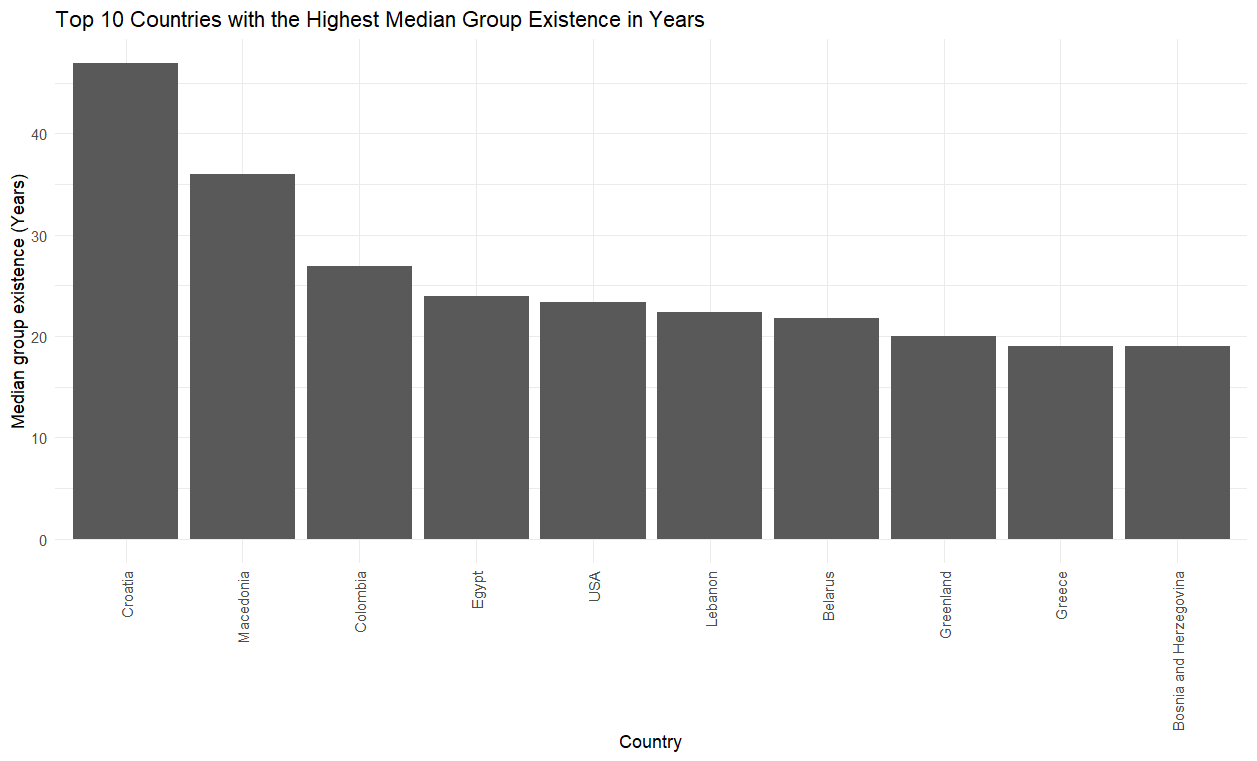 Top 10 Countries with the Highest Median Group Existence in Years
Median group existence (Years)
40
30
20
10
0
Croatia
Macedonia
Colombia
Egypt
USA
Lebanon
Belarus
Greenland
Greece
Bosnia and Herzegovina
Country